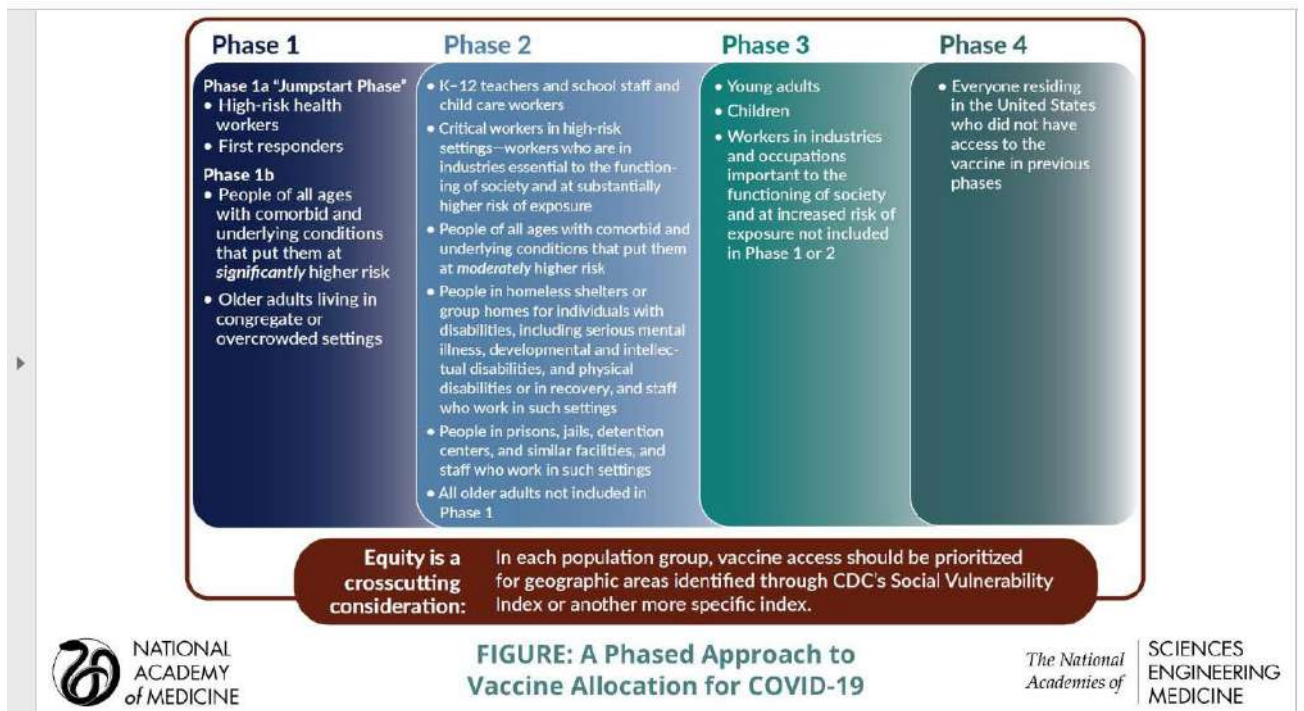 Phase 1
Phase 1a "Jumpstart Phase"
• High-risk health
workers
• First responders
Phase 1b
• People of all ages
with comorbid and
underlying conditions
that put them at
significantly higher risk
• Older adults living in
congregate or
overcrowded settings
Phase 2
• K–12 teachers and school staff and
child care workers
• Critical workers in high-risk
settings—workers who are in
industries essential to the function-
ing of society and at substantially
higher risk of exposure
• People of all ages with comorbid and
underlying conditions that put them
at moderately higher risk
• People in homeless shelters or
group homes for individuals with
disabilities, including serious mental
illness, developmental and intellec-
tual disabilities, and physical
disabilities or in recovery, and staff
who work in such settings
• People in prisons, jails, detention
centers, and similar facilities, and
staff who work in such settings
• All older adults not included in
Phase 1
Phase 3
• Young adults
• Children
• Workers in industries
and occupations
important to the
functioning of society
and at increased risk of
exposure not included
in Phase 1 or 2
Phase 4
• Everyone residing
in the United States
who did not have
access to the
vaccine in previous
phases
Equity is a
crosscutting
consideration:
In each population group, vaccine access should be prioritized
for geographic areas identified through CDC's Social Vulnerability
Index or another more specific index.
NATIONAL
ACADEMY
of MEDICINE
FIGURE: A Phased Approach to
Vaccine Allocation for COVID-19
The National
Academies of
SCIENCES
ENGINEERING
MEDICINE